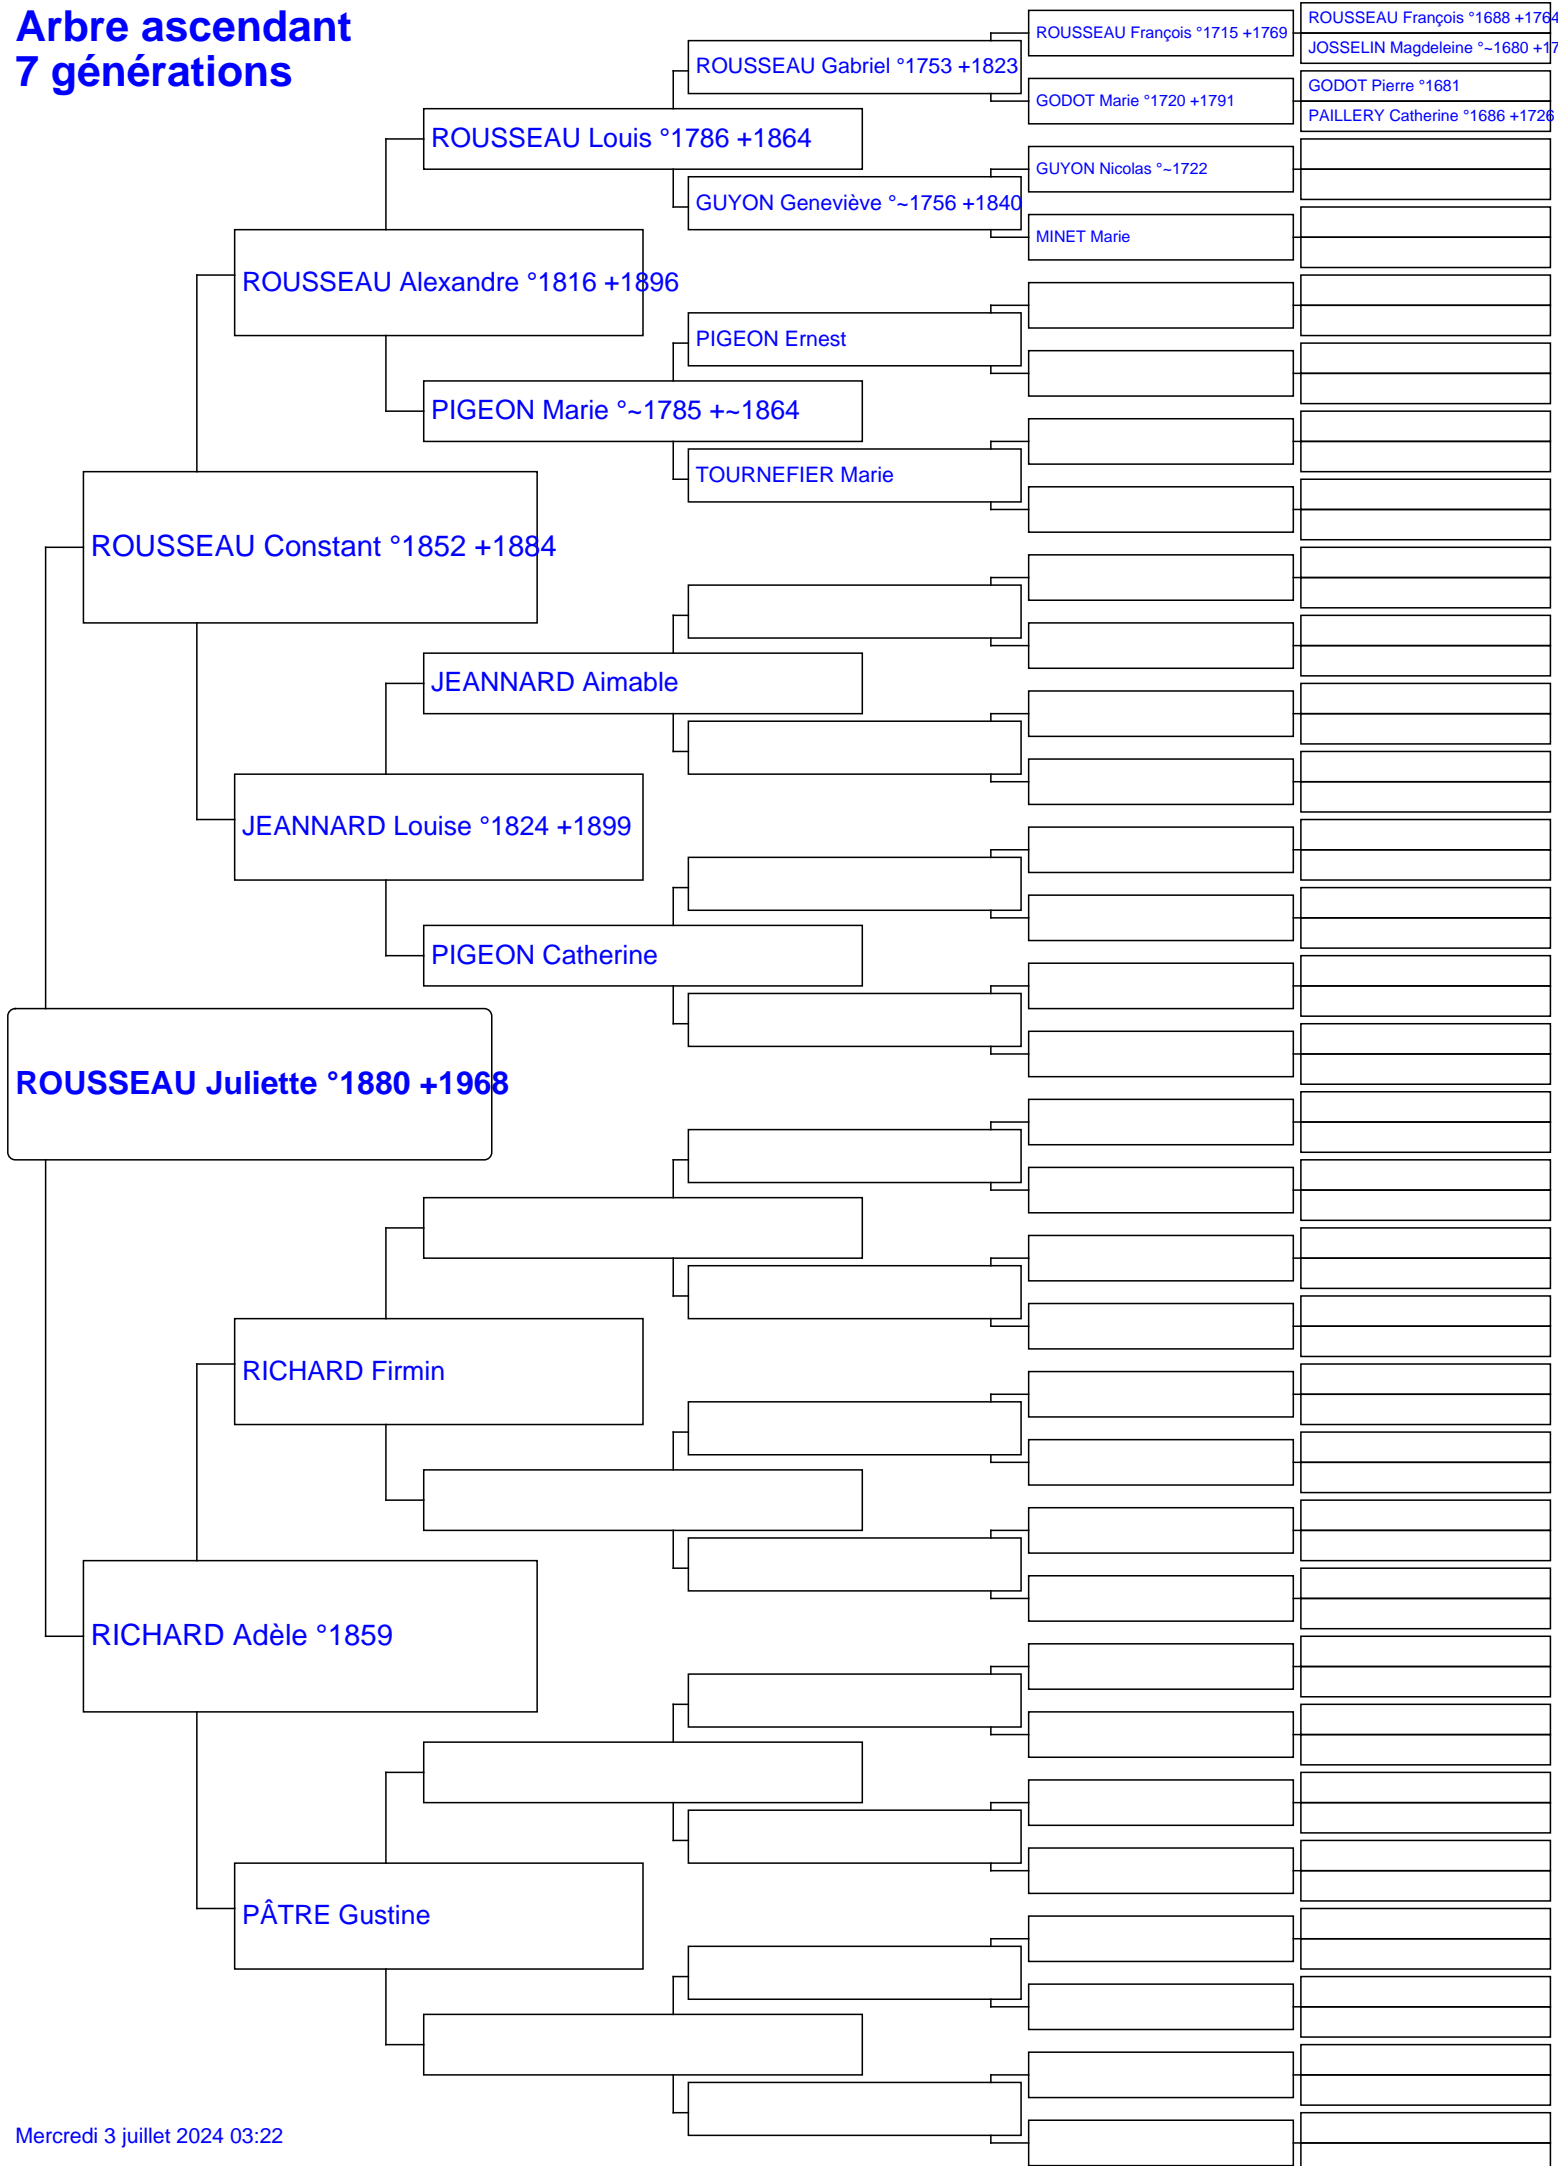 Arbre ascendant
7 générations
ROUSSEAU François °1688 +1764
JOSSELIN Magdeleine °~1680 +17
ROUSSEAU François °1715 +1769
ROUSSEAU Gabriel °1753 +1823
GODOT Pierre °1681
PAILLERY Catherine °1686 +1726
GODOT Marie °1720 +1791
ROUSSEAU Louis °1786 +1864
GUYON Nicolas °~1722
GUYON Geneviève °~1756 +1840
MINET Marie
ROUSSEAU Alexandre °1816 +1896
PIGEON Ernest
PIGEON Marie °~1785 +~1864
TOURNEFIER Marie
ROUSSEAU Constant °1852 +1884
JEANNARD Aimable
JEANNARD Louise °1824 +1899
PIGEON Catherine
ROUSSEAU Juliette °1880 +1968
RICHARD Firmin
RICHARD Adèle °1859
PÂTRE Gustine
Mercredi 3 juillet 2024 03:22